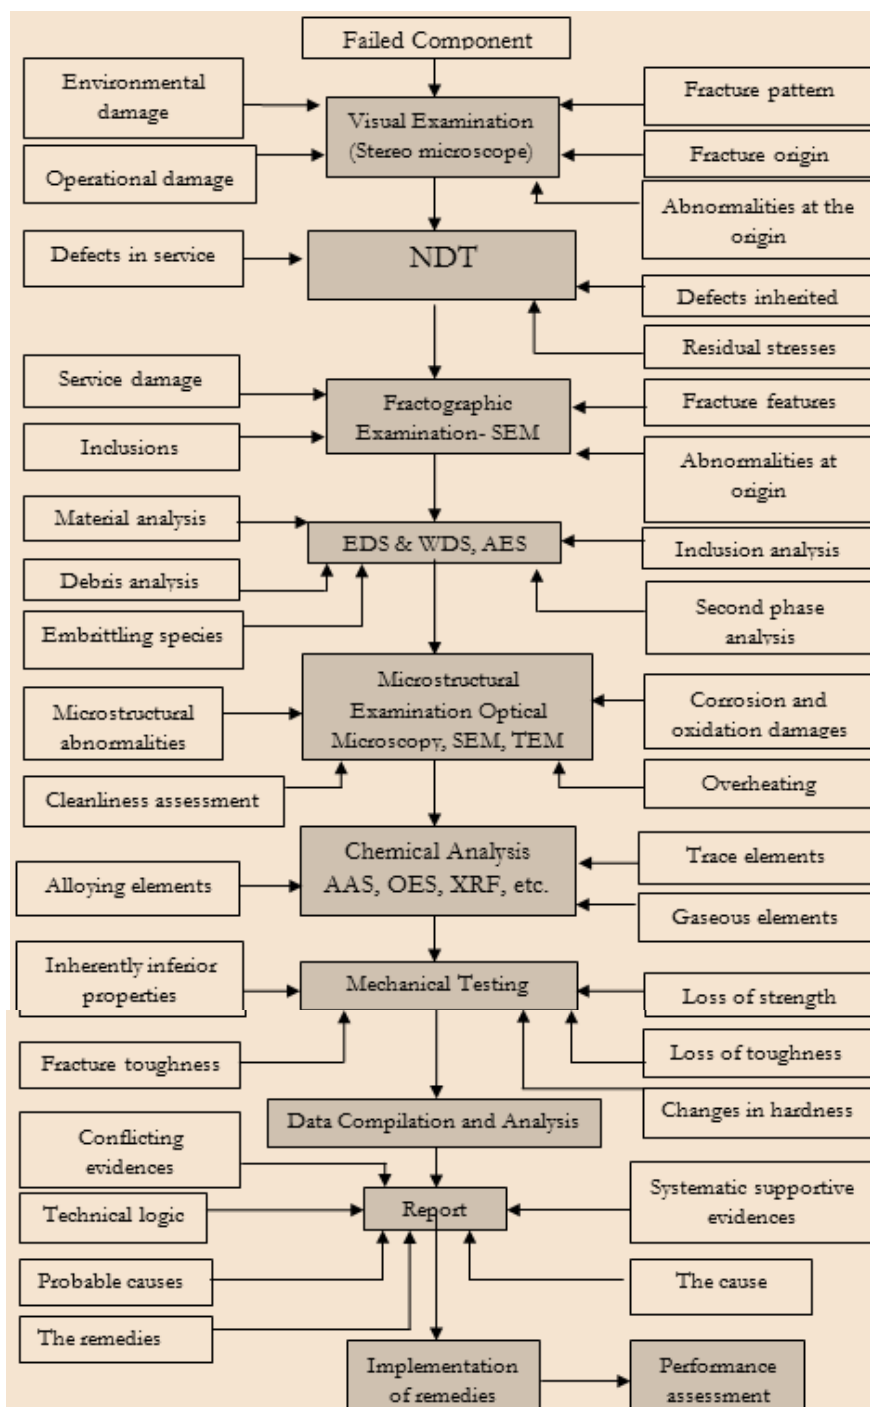 Failed Component
Environmental
damage
Visual Examination
(Stereo microscope)
Fracture pattern
Operational damage
Fracture origin
Abnormalities at the
origin
Defects in service
NDT
Defects inherited
Residual stresses
Service damage
Fractographic
Examination- SEM
Fracture features
Inclusions
Abnormalities at
origin
Material analysis
EDS & WDS, AES
Inclusion analysis
Debris analysis
Second phase
analysis
Embrittling species
Microstructural
Examination Optical
Microscopy, SEM, TEM
Microstructural
abnormalities
Corrosion and
oxidation damages
Cleanliness assessment
Overheating
Chemical Analysis
AAS, OES, XRF, etc.
Trace elements
Alloying elements
Gaseous elements
Inherently inferior
properties
Mechanical Testing
Loss of strength
Fracture toughness
Loss of toughness
Changes in hardness
Data Compilation and Analysis
Conflicting
evidences
Systematic supportive
evidences
Technical logic
Report
Probable causes
The cause
The remedies
Implementation
of remedies
Performance
assessment